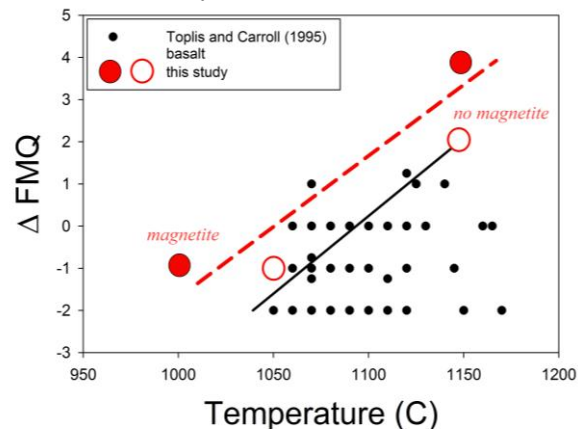 5
4
3
2
1
0
-1
-2
-3
Δ FMQ
Toplis and Carroll (1995)
basalt
this study
no magnetite
magnetite
950
1000
1050
1100
1150
1200
Temperature (C)